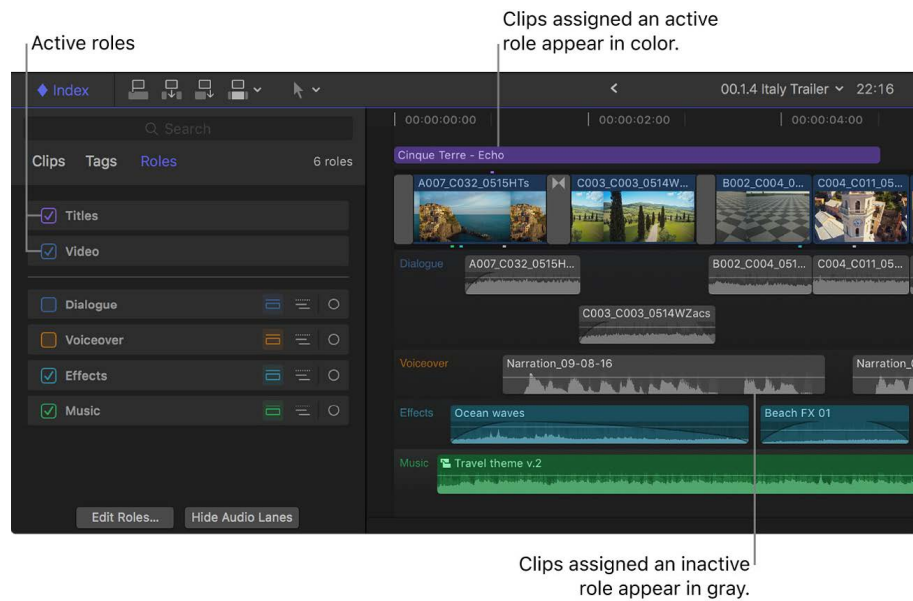 Clips assigned an active
role appear in color.
Active roles
Index
00.1.4 Italy Trailer
22:16
Search
00:00:00:00
00:00:02:00
00:00:04:00
Clips
Tags
Roles
6 roles
Cinque Terre - Echo
A007_C032_0515HTs
C003_C003_0514W...
B002_C004_0...
C004_C011_05...
Titles
Video
Dialogue
A007_C032_0515H...
B002_C004_051...
C004_C011_05...
Dialogue
C003_C003_0514WZacs
Voiceover
Voiceover
Narration_09-08-16
Narration_0
Effects
Effects
Ocean waves
Beach FX 01
Music
Music
Travel theme v.2
Edit Roles...
Hide Audio Lanes
Clips assigned an inactive
role appear in gray.